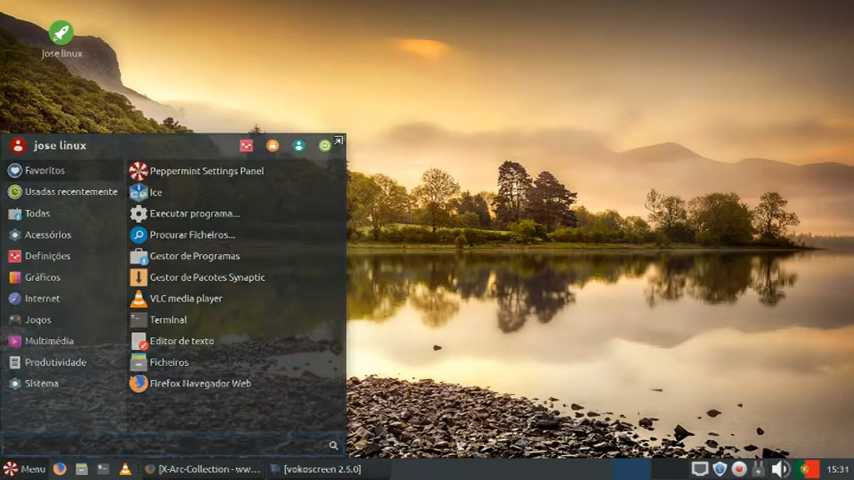 Jose linux
jose linux
Favoritos
Usadas recentemente
Todas
Acessórios
Definições
Gráficos
Internet
Jogos
Multimédia
Produtividade
Sistema
Peppermint Settings Panel
Ice
Executar programa...
Procurar Ficheiros...
Gestor de Programas
Gestor de Pacotes Synaptic
VLC media player
Terminal
Editor de texto
Ficheiros
Firefox Navegador Web
Menu
[X-Arc-Collection - ww...
[vokoscreen 2.5.0]
15:31